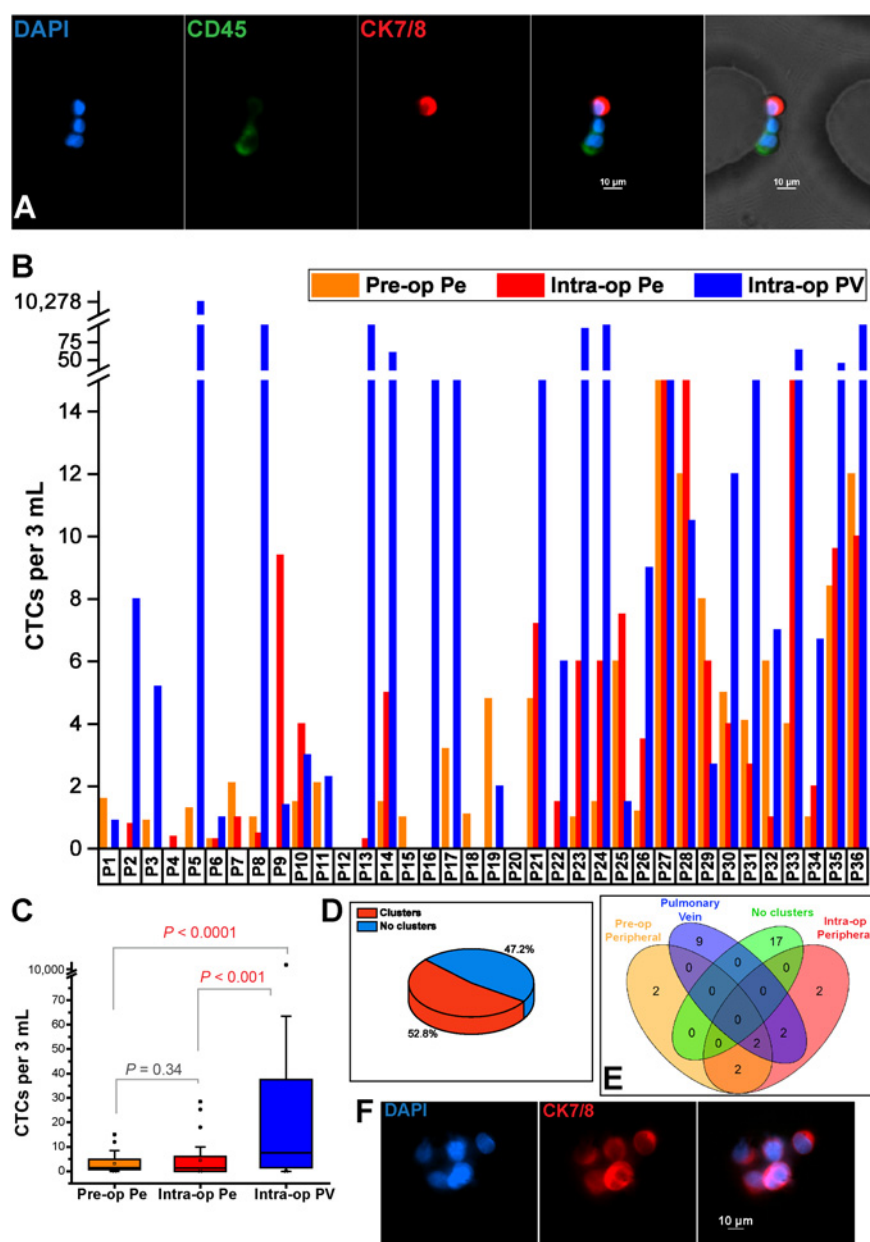 DAPI CD45 CK7/8
10 µm 10 µm
A
B
Pre-op Pe Intra-op Pe Intra-op PV
10,278
75
50
14
12
10
8
6
4
2
0
CTCs per 3 mL
P1 P2 P3 P4 P5 P6 P7 P8 P9 P10 P11 P12 P13 P14 P15 P16 P17 P18 P19 P20 P21 P22 P23 P24 P25 P26 P27 P28 P29 P30 P31 P32 P33 P34 P35 P36
C
P < 0.0001
P < 0.001
P = 0.34
10,000
70
60
50
40
30
20
10
0
CTCs per 3 mL
Pre-op Pe Intra-op Pe Intra-op PV
D
Clusters
No clusters
47.2%
52.8%
Pulmonary
Vein
No clusters
Pre-op
Peripheral
Intra-op
Peripheral
9 17
0
2 0 0 2
0 0
0
0 0 2 2
2
E
F
DAPI CK7/8
10 µm